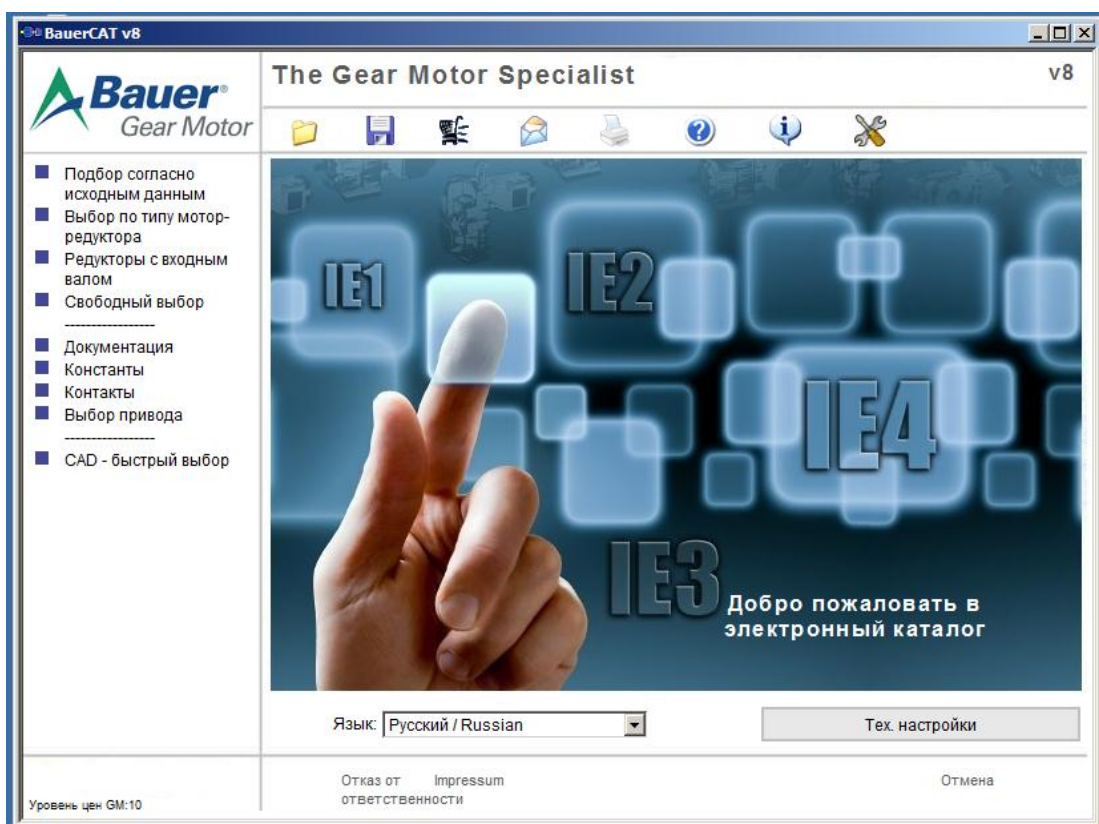 BauerCAT v8
Bauer®
Gear Motor
The Gear Motor Specialist
v8
Подбор согласно
исходным данным
Выбор по типу мотор-
редуктора
Редукторы с входным
валом
Свободный выбор
-----------------
Документация
Константы
Контакты
Выбор привода
-----------------
CAD - быстрый выбор
IE1
IE2
IE4
IE3
Добро пожаловать в
электронный каталог
Язык: Русский / Russian
Тех. настройки
Уровень цен GM:10
Отказ от
ответственности
Impressum
Отмена